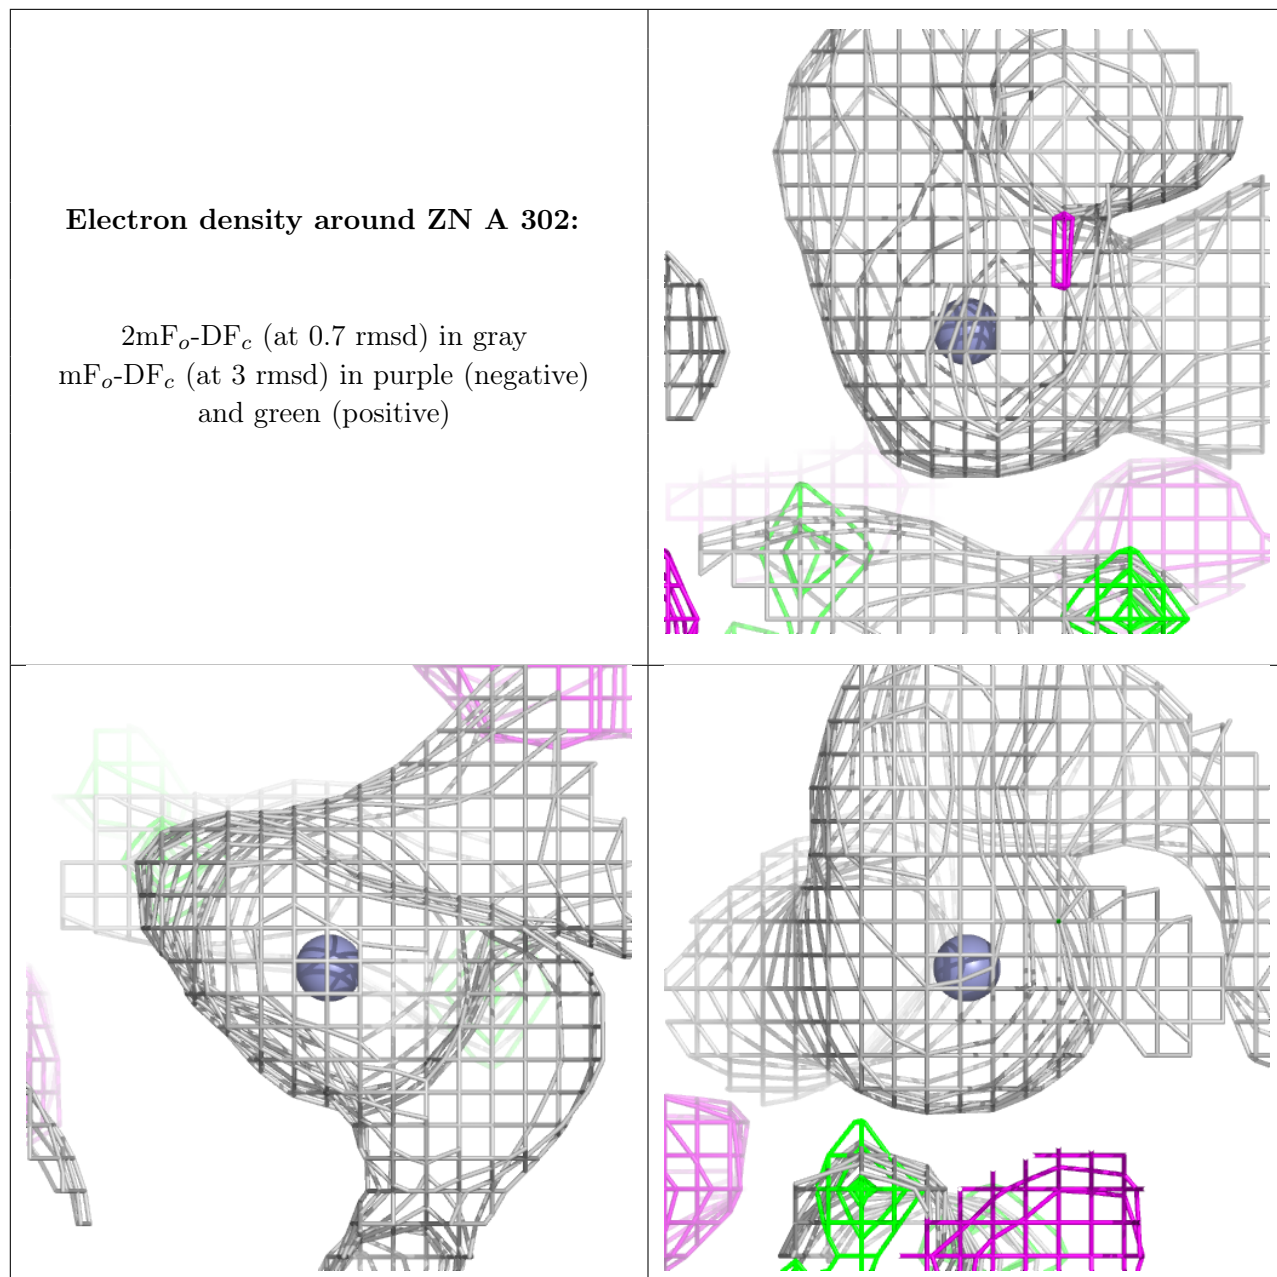 Electron density around ZN A 302:
2mFo-DFc (at 0.7 rmsd) in gray
mFo-DFc (at 3 rmsd) in purple (negative)
and green (positive)